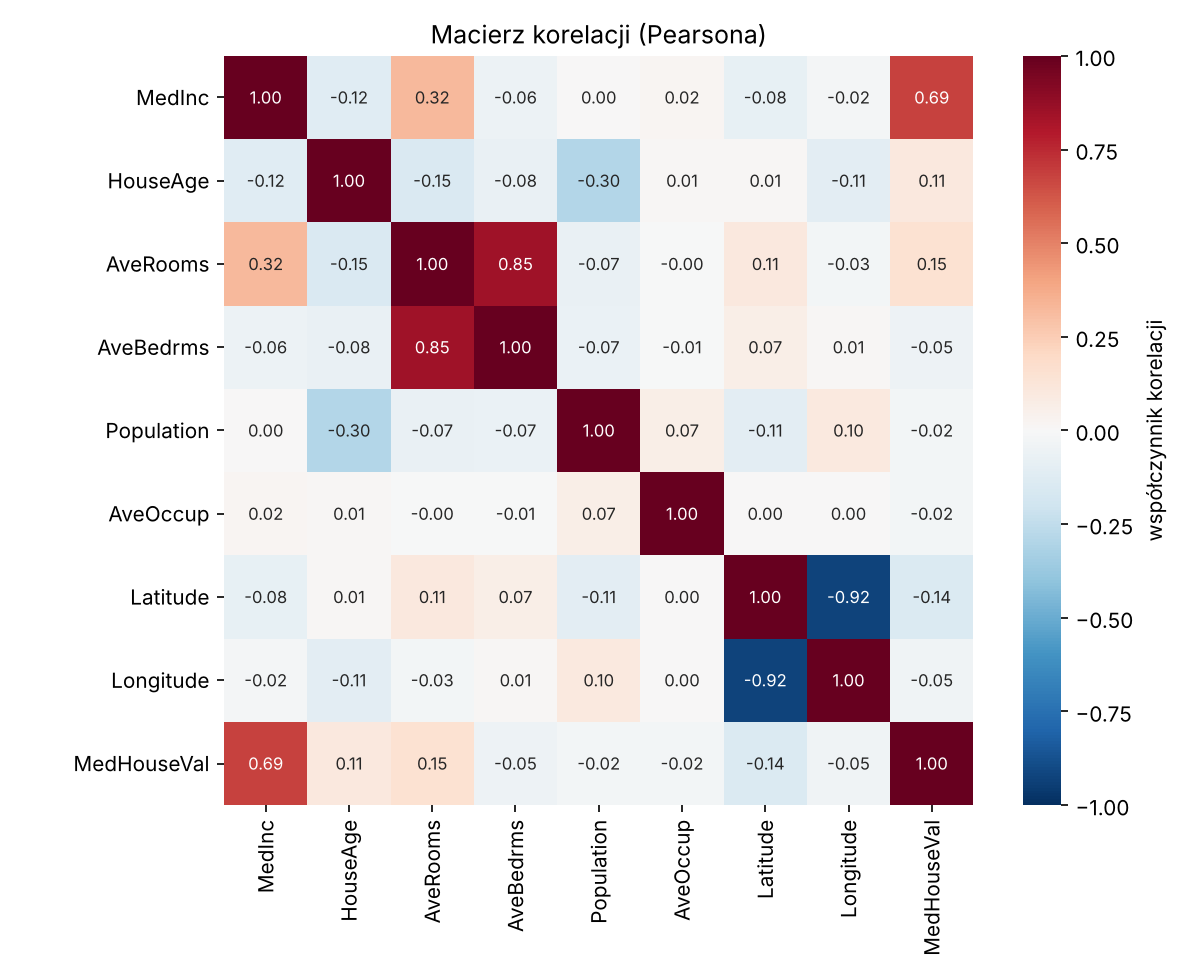 Macierz korelacji (Pearsona)
MedInc 1.00 -0.12 0.32 -0.06 0.00 0.02 -0.08 -0.02 0.69
HouseAge -0.12 1.00 -0.15 -0.08 -0.30 0.01 0.01 -0.11 0.11
AveRooms 0.32 -0.15 1.00 0.85 -0.07 -0.00 0.11 -0.03 0.15
AveBedrms -0.06 -0.08 0.85 1.00 -0.07 -0.01 0.07 0.01 -0.05
Population 0.00 -0.30 -0.07 -0.07 1.00 0.07 -0.11 0.10 -0.02
AveOccup 0.02 0.01 -0.00 -0.01 0.07 1.00 0.00 0.00 -0.02
Latitude -0.08 0.01 0.11 0.07 -0.11 0.00 1.00 -0.92 -0.14
Longitude -0.02 -0.11 -0.03 0.01 0.10 0.00 -0.92 1.00 -0.05
MedHouseVal 0.69 0.11 0.15 -0.05 -0.02 -0.02 -0.14 -0.05 1.00
MedInc
HouseAge
AveRooms
AveBedrms
Population
AveOccup
Latitude
Longitude
MedHouseVal
1.00
0.75
0.50
0.25
0.00
−0.25
−0.50
−0.75
−1.00
współczynnik korelacji